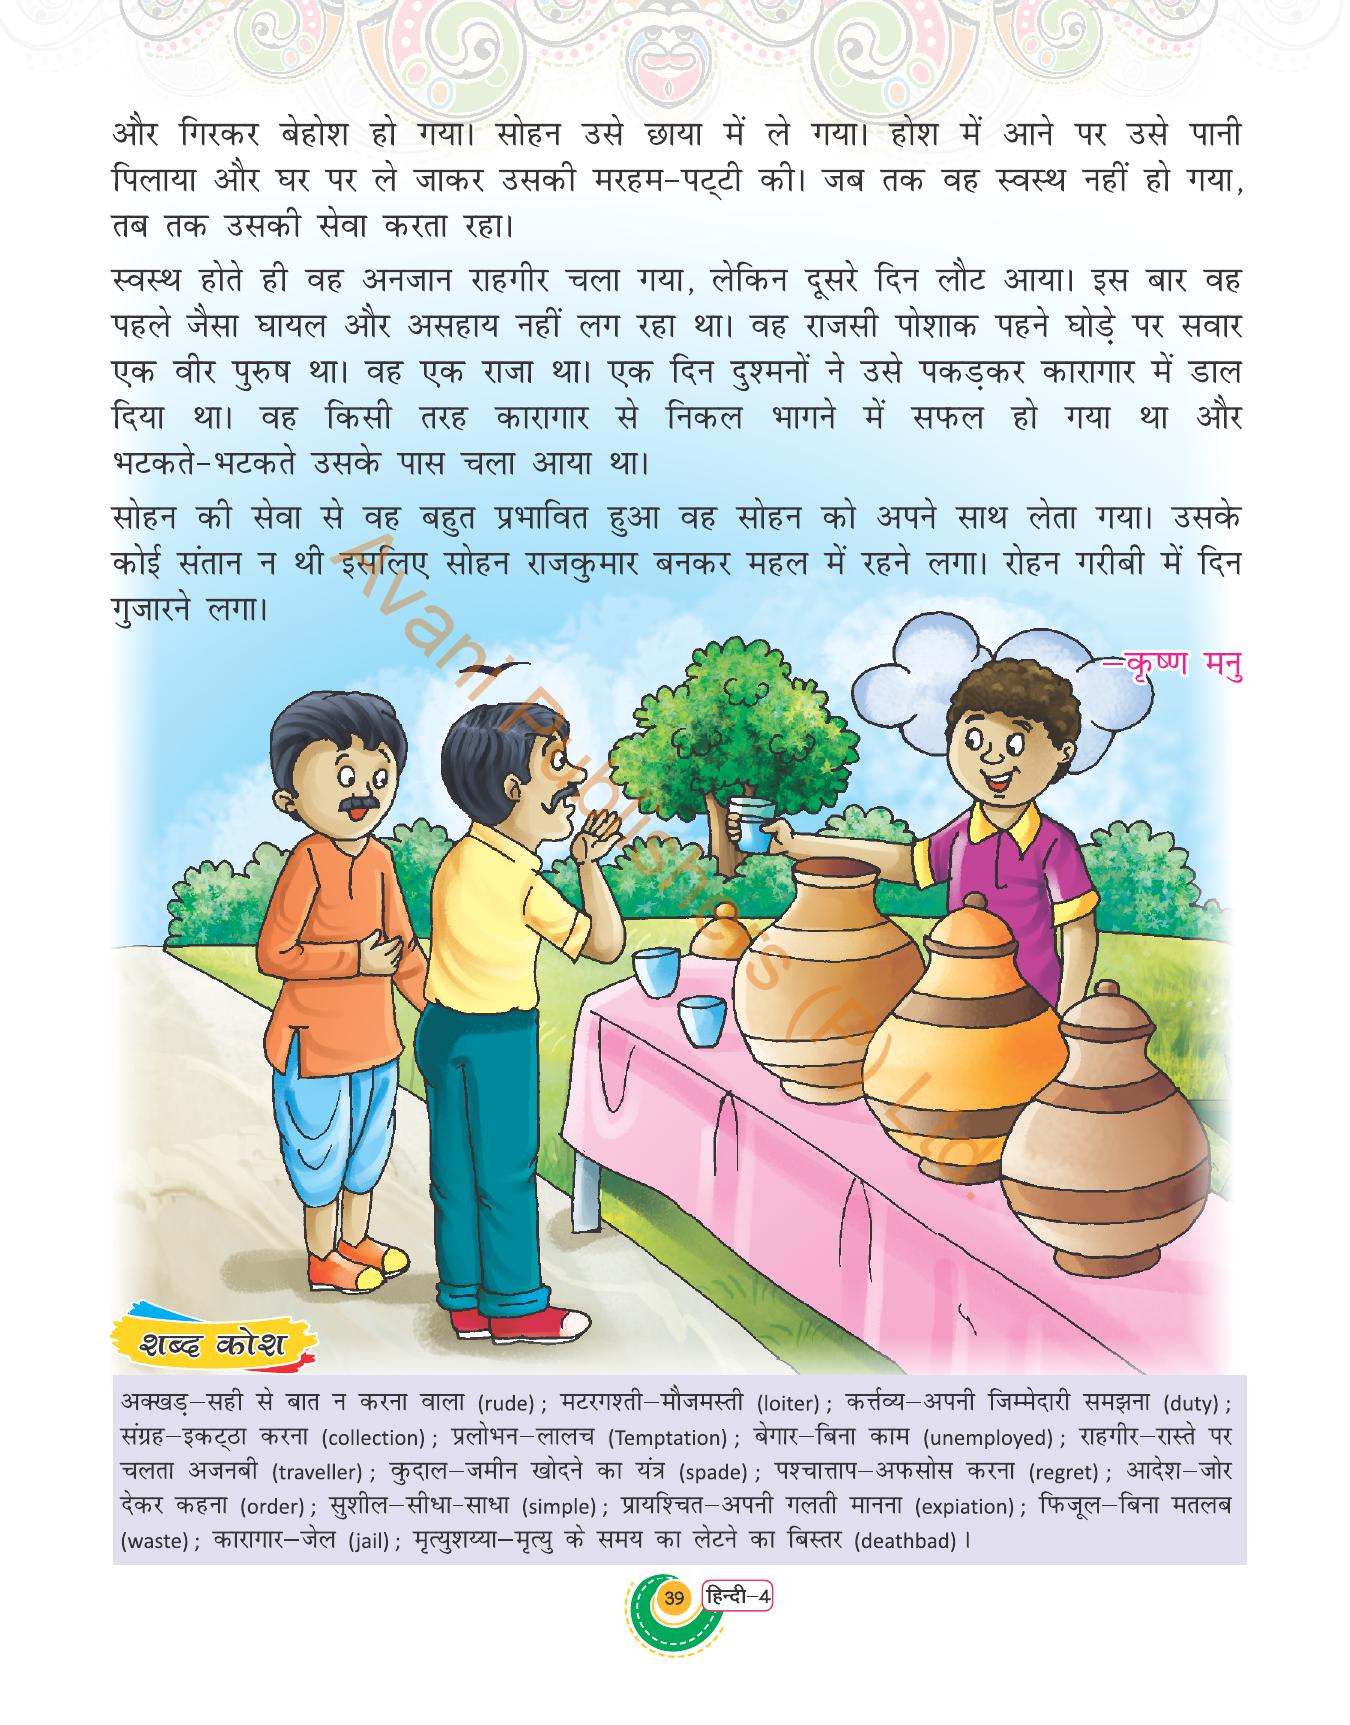 और गिरकर बेहोश हो गया। सोहन उसे छाया में ले गया। होश में आने पर उसे पानी
पिलाया और घर पर ले जाकर उसकी मरहम-पट्टी की। जब तक वह स्वस्थ नहीं हो गया,
तब तक उसकी सेवा करता रहा।
स्वस्थ होते ही वह अनजान राहगीर चला गया, लेकिन दूसरे दिन लौट आया। इस बार वह
पहले जैसा घायल और असहाय नहीं लग रहा था। वह राजसी पोशाक पहने घोड़े पर सवार
एक वीर पुरुष था। वह एक राजा था। एक दिन दुश्मनों ने उसे पकड़कर कारागार में डाल
दिया था। वह किसी तरह कारागार से निकल भागने में सफल हो गया था और
भटकते-भटकते उसके पास चला आया था।
सोहन की सेवा से वह बहुत प्रभावित हुआ वह सोहन को अपने साथ लेता गया। उसके
कोई संतान न थी इसलिए सोहन राजकुमार बनकर महल में रहने लगा। रोहन गरीबी में दिन
गुजारने लगा।
–कृष्ण मनु
Avani Publishers (P) Ltd.
शब्द कोश
अक्खड़–सही से बात न करना वाला (rude) ; मटरगश्ती–मौजमस्ती (loiter) ; कर्त्तव्य–अपनी जिम्मेदारी समझना (duty) ;
संग्रह–इकट्ठा करना (collection) ; प्रलोभन–लालच (Temptation) ; बेगार–बिना काम (unemployed) ; राहगीर–रास्ते पर
चलता अजनबी (traveller) ; कुदाल–जमीन खोदने का यंत्र (spade) ; पश्चात्ताप–अफसोस करना (regret) ; आदेश–जोर
देकर कहना (order) ; सुशील–सीधा-साधा (simple) ; प्रायश्चित–अपनी गलती मानना (expiation) ; फिजूल–बिना मतलब
(waste) ; कारागार–जेल (jail) ; मृत्युशय्या–मृत्यु के समय का लेटने का बिस्तर (deathbad) ।
39 हिन्दी–4